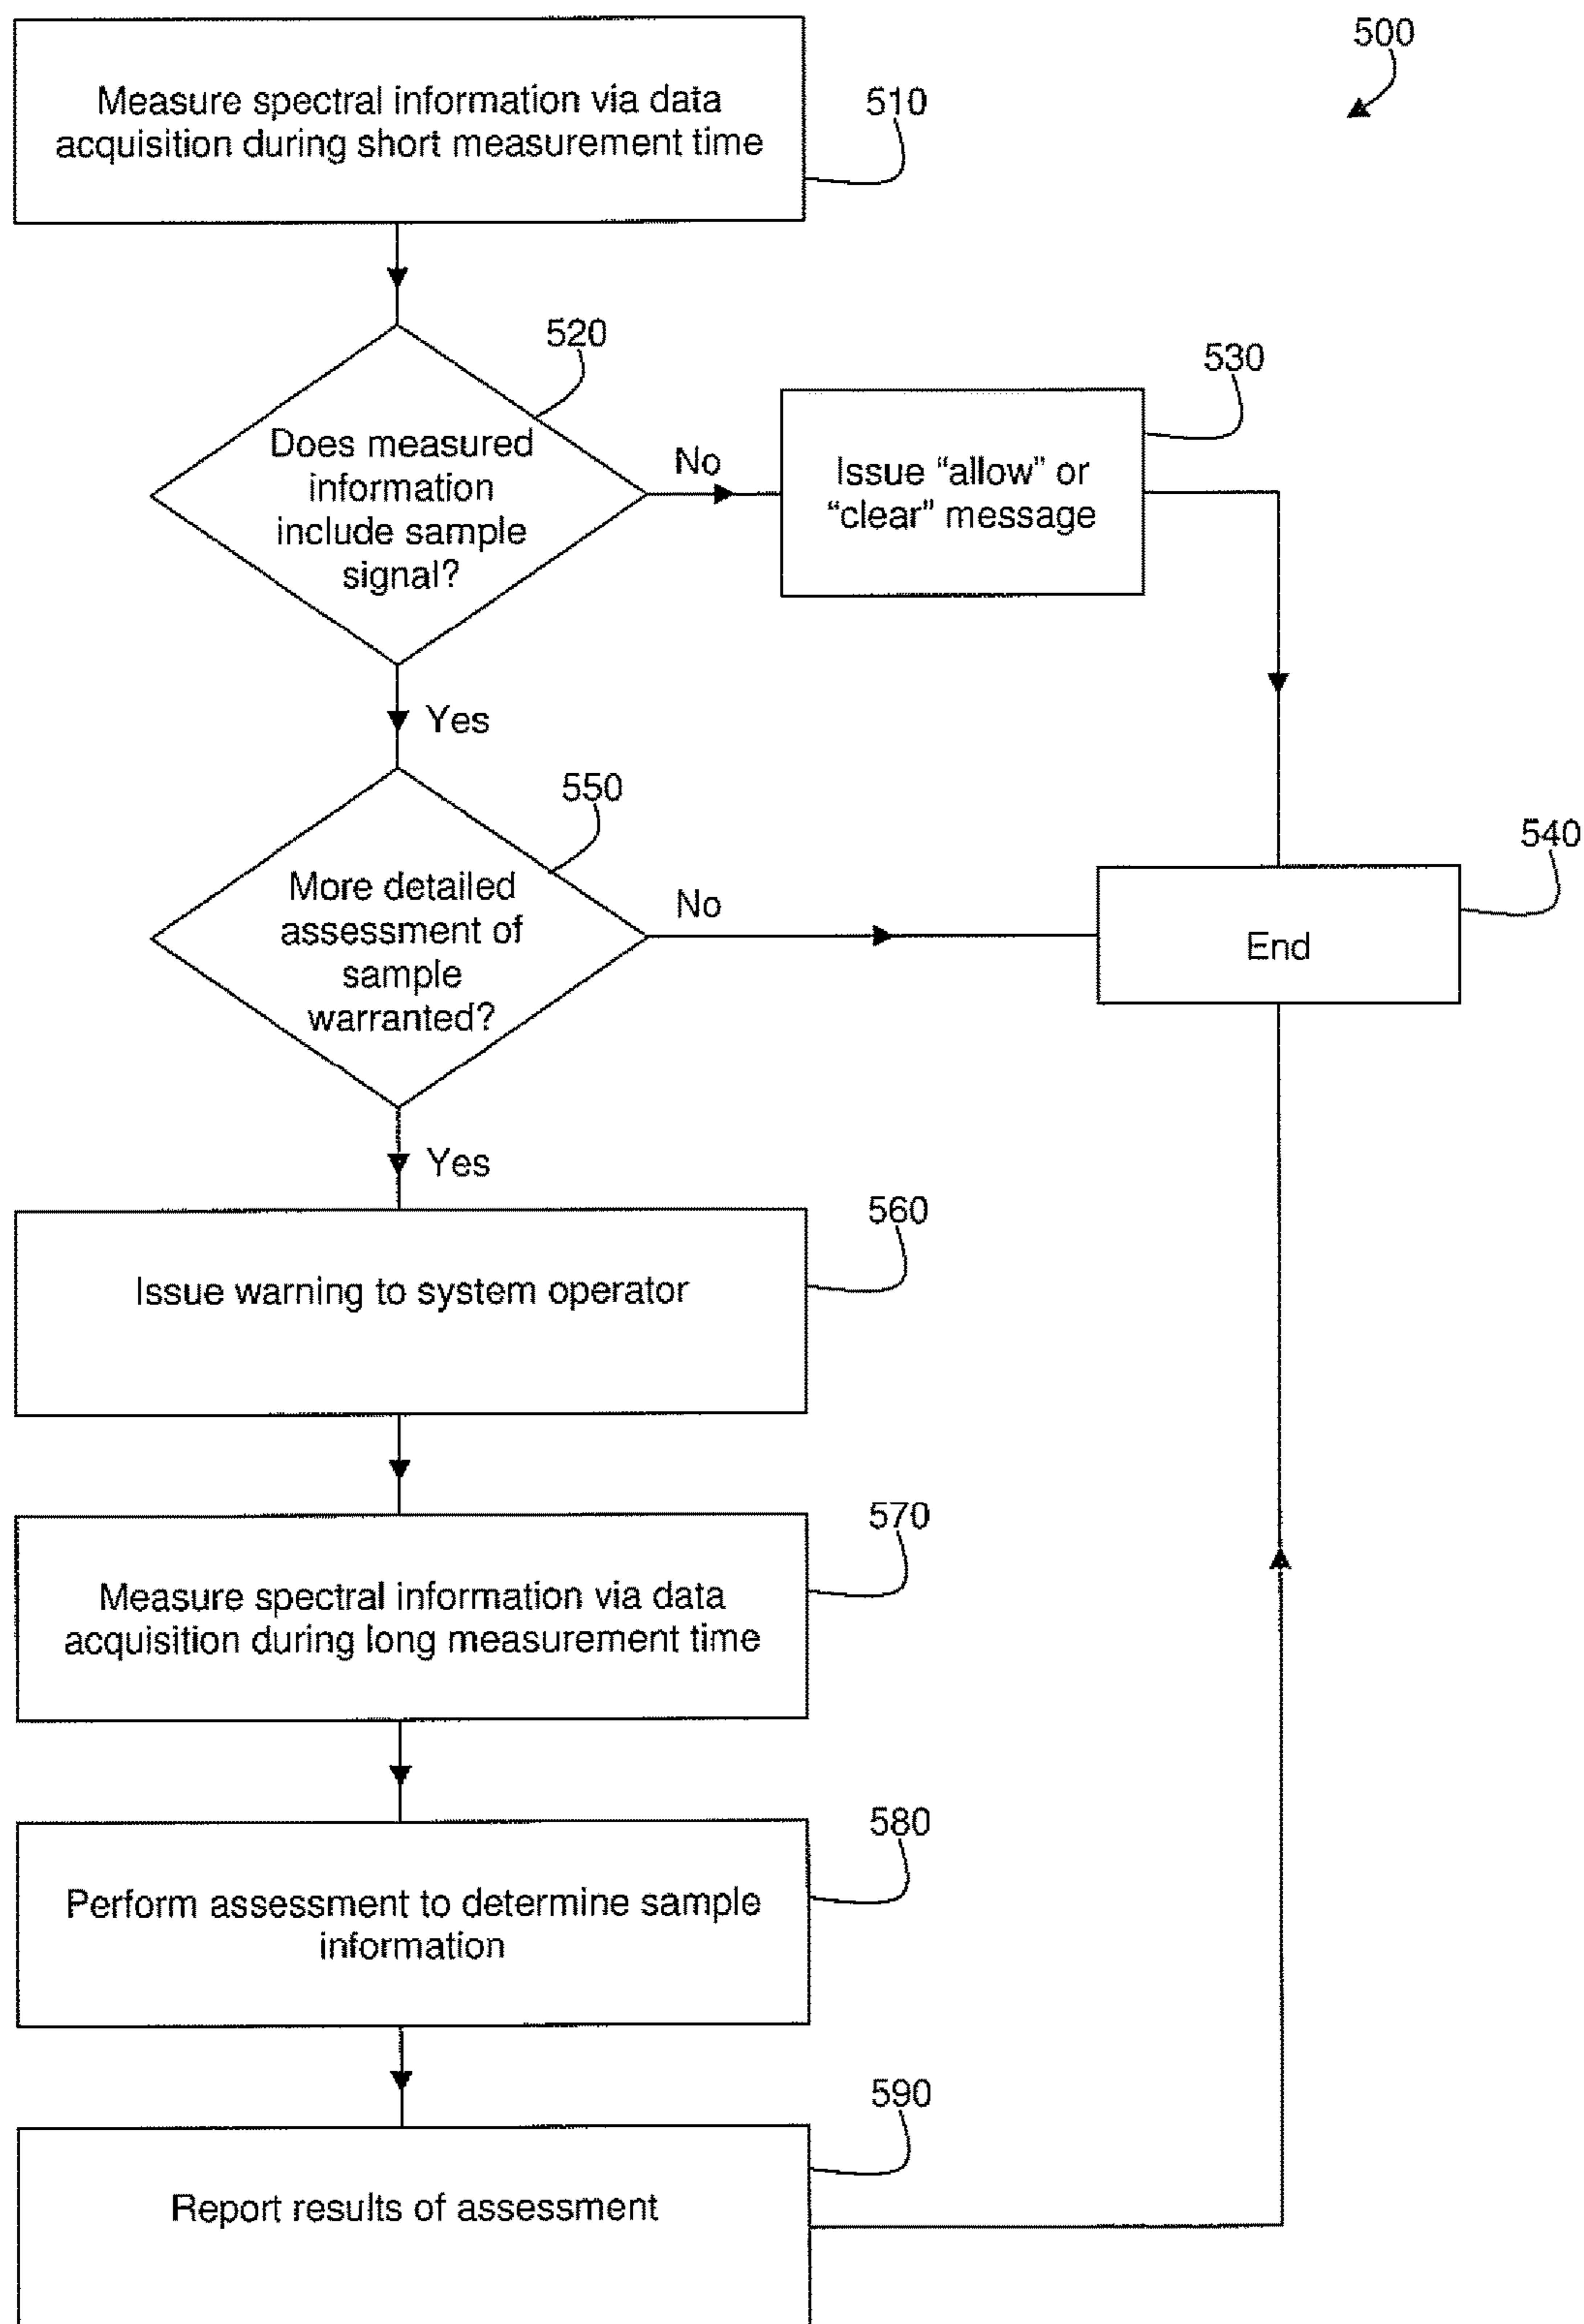 500
Measure spectral information via data
acquisition during short measurement time
510
520
Does measured
information
include sample
signal?
No
530
Issue “allow” or
“clear” message
Yes
550
More detailed
assessment of
sample
warranted?
No
540
End
Yes
560
Issue warning to system operator
570
Measure spectral information via data
acquisition during long measurement time
580
Perform assessment to determine sample
information
590
Report results of assessment